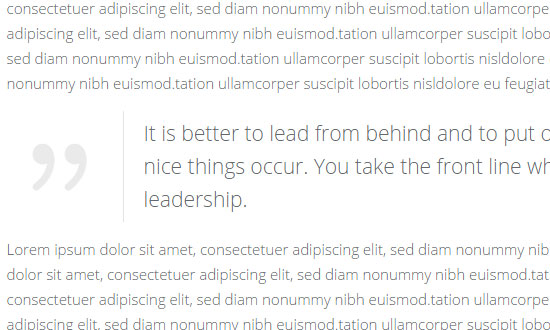 consectetuer adipiscing elit, sed diam nonummy nibh euismod.tation ullamcorpe
adipiscing elit, sed diam nonummy nibh euismod.tation ullamcorper suscipit lobo
sed diam nonummy nibh euismod.tation ullamcorper suscipit lobortis nisldolore
nonummy nibh euismod.tation ullamcorper suscipit lobortis nisldolore eu feugiat
”
It is better to lead from behind and to put o
nice things occur. You take the front line wh
leadership.
Lorem ipsum dolor sit amet, consectetuer adipiscing elit, sed diam nonummy nib
dolor sit amet, consectetuer adipiscing elit, sed diam nonummy nibh euismod.tat
consectetuer adipiscing elit, sed diam nonummy nibh euismod.tation ullamcorpe
adipiscing elit, sed diam nonummy nibh euismod.tation ullamcorper suscipit lobo